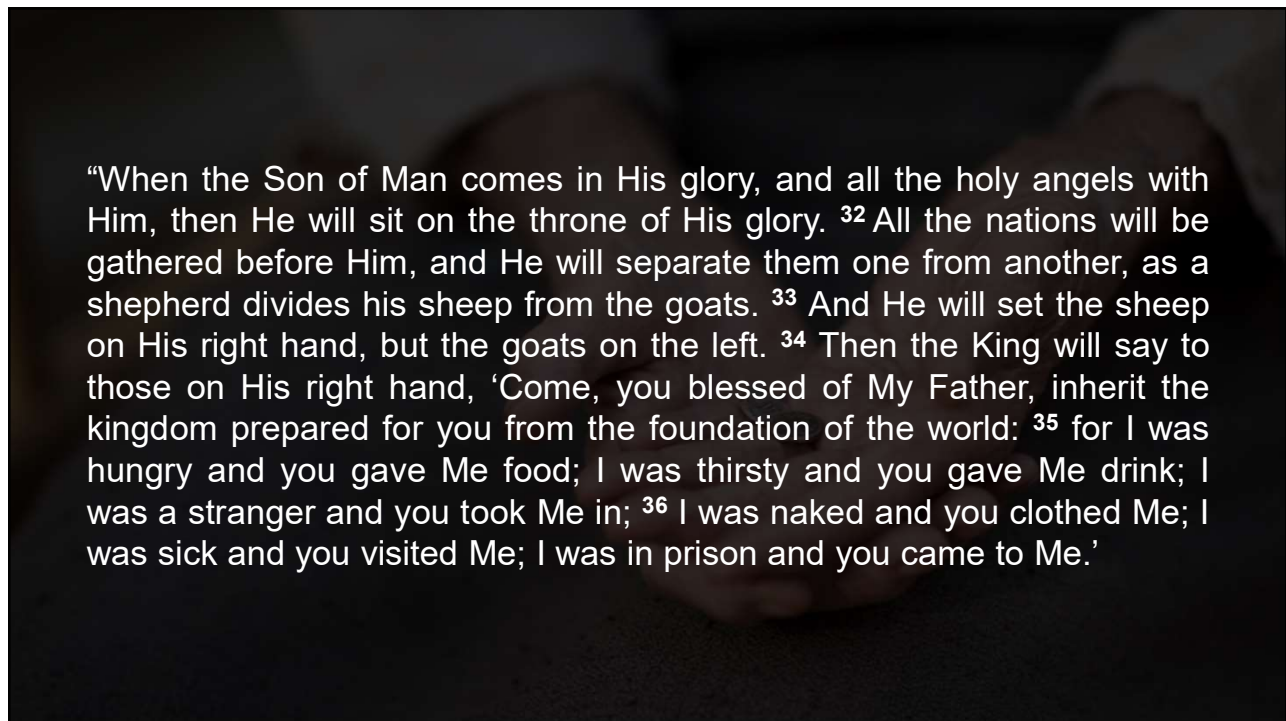 “When the Son of Man comes in His glory, and all the holy angels with
Him, then He will sit on the throne of His glory. 32 All the nations will be
gathered before Him, and He will separate them one from another, as a
shepherd divides his sheep from the goats. 33 And He will set the sheep
on His right hand, but the goats on the left. 34 Then the King will say to
those on His right hand, ‘Come, you blessed of My Father, inherit the
kingdom prepared for you from the foundation of the world: 35 for I was
hungry and you gave Me food; I was thirsty and you gave Me drink; I
was a stranger and you took Me in; 36 I was naked and you clothed Me; I
was sick and you visited Me; I was in prison and you came to Me.’